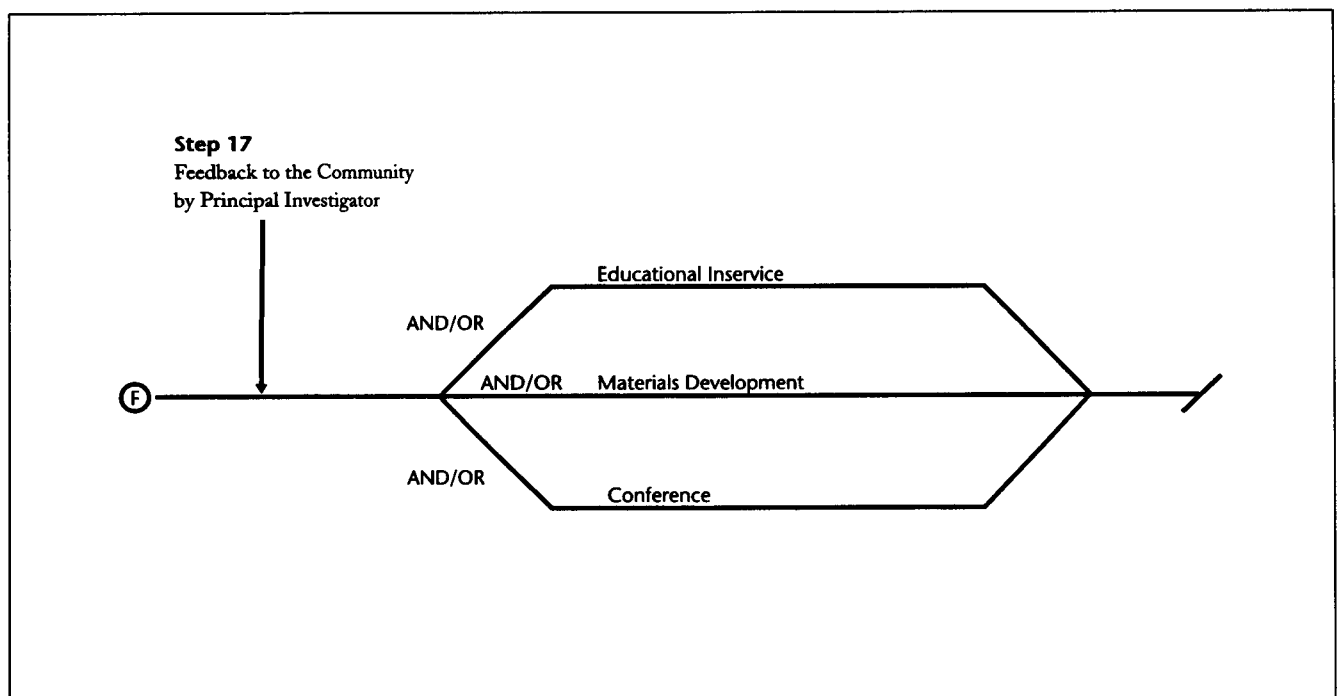 Step 17
Feedback to the Community
by Principal Investigator
Educational Inservice
AND/OR
F
AND/OR Materials Development
AND/OR
Conference